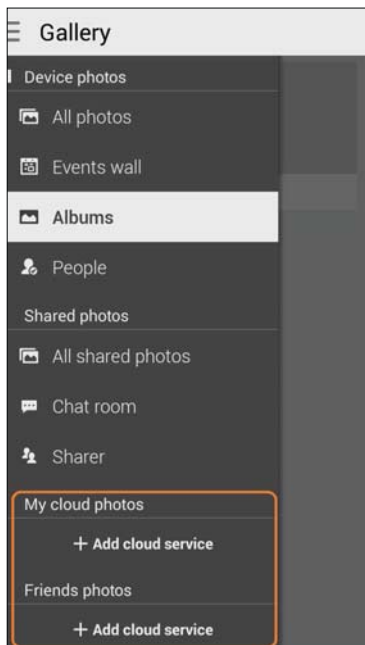 Gallery
Device photos
All photos
Events wall
Albums
People
Shared photos
All shared photos
Chat room
Sharer
My cloud photos
+ Add cloud service
Friends photos
+ Add cloud service